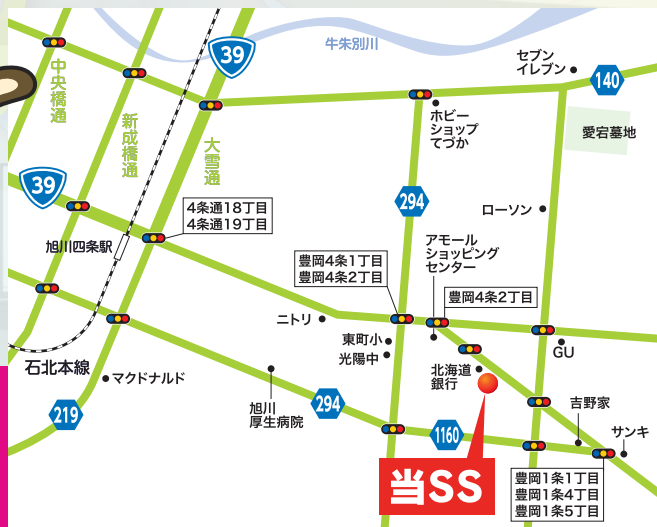 39
牛朱別川
セブン
イレブン
140
中央橋通
新成橋通
大雪通
ホビー
ショップ
てづか
愛宕墓地
39
294
4条通18丁目
4条通19丁目
ローソン
旭川四条駅
アモール
ショッピング
センター
豊岡4条1丁目
豊岡4条2丁目
豊岡4条2丁目
ニトリ
東町小
光陽中
GU
石北本線
マクドナルド
北海道
銀行
219
旭川
厚生病院
294
吉野家
1160
サンキ
当SS
豊岡1条1丁目
豊岡1条4丁目
豊岡1条5丁目